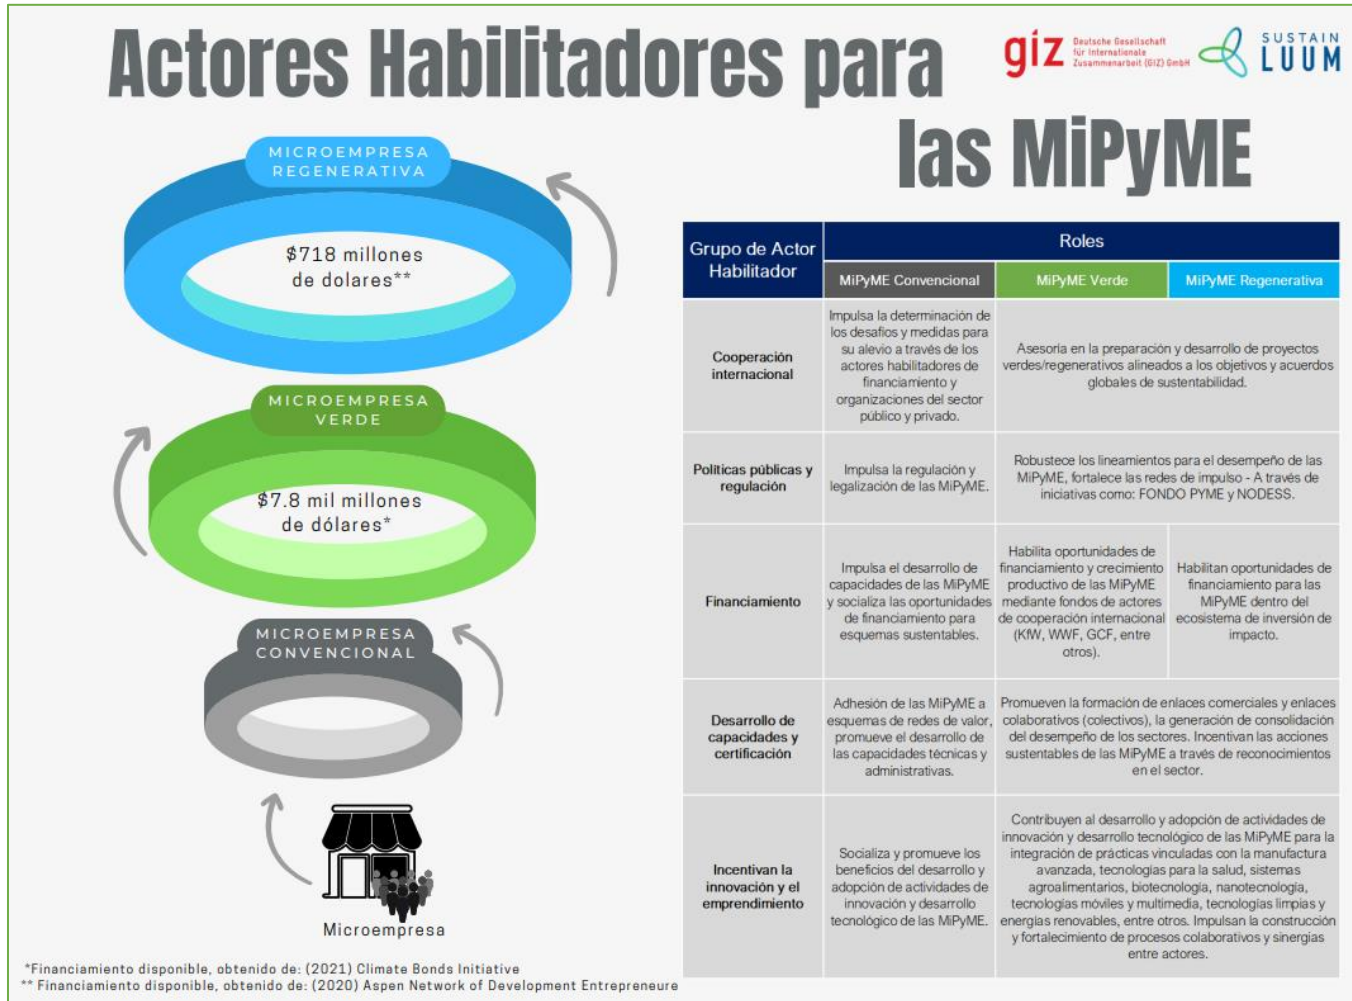 Actores Habilitadores para
las MiPyME
giz Deutsche Gesellschaft
für Internationale
Zusammenarbeit (GIZ) GmbH
SUSTAIN
LUUM
MICROEMPRESA
REGENERATIVA
$718 millones
de dolares**
MICROEMPRESA
VERDE
$7.8 mil millones
de dólares*
MICROEMPRESA
CONVENCIONAL
Microempresa
*Financiamiento disponible, obtenido de: (2021) Climate Bonds Initiative
** Financiamiento disponible, obtenido de: (2020) Aspen Network of Development Entrepreneure
Grupo de Actor
Habilitador
Roles
MiPyME Convencional
MiPyME Verde
MiPyME Regenerativa
Cooperación
internacional
Impulsa la determinación de
los desafios y medidas para
su alevio a través de los
actores habilitadores de
financiamiento y
organizaciones del sector
público y privado.
Asesoría en la preparación y desarrollo de proyectos
verdes/regenerativos alineados a los objetivos y acuerdos
globales de sustentabilidad.
Políticas públicas y
regulación
Impulsa la regulación y
legalización de las MiPyME.
Robustece los lineamientos para el desempeño de las
MiPyME, fortalece las redes de impulso - A través de
iniciativas como: FONDO PYME y NODESS.
Financiamiento
Impulsa el desarrollo de
capacidades de las MiPyME
y socializa las oportunidades
de financiamiento para
esquemas sustentables.
Habilita oportunidades de
financiamiento y crecimiento
productivo de las MiPyME
mediante fondos de actores
de cooperación internacional
(KfW, WWF, GCF, entre
otros).
Habilitan oportunidades de
financiamiento para las
MiPyME dentro del
ecosistema de inversión de
impacto.
Desarrollo de
capacidades y
certificación
Adhesión de las MiPyME a
esquemas de redes de valor,
promueve el desarrollo de
las capacidades técnicas y
administrativas.
Promueven la formación de enlaces comerciales y enlaces
colaborativos (colectivos), la generación de consolidación
del desempeño de los sectores. Incentivan las acciones
sustentables de las MiPyME a través de reconocimientos
en el sector.
Incentivan la
innovación y el
emprendimiento
Socializa y promueve los
beneficios del desarrollo y
adopción de actividades de
innovación y desarrollo
tecnológico de las MiPyME.
Contribuyen al desarrollo y adopción de actividades de
innovación y desarrollo tecnológico de las MiPyME para la
integración de prácticas vinculadas con la manufactura
avanzada, tecnologías para la salud, sistemas
agroalimentarios, biotecnología, nanotecnología,
tecnologías móviles y multimedia, tecnologías limpias y
energías renovables, entre otros. Impulsan la construcción
y fortalecimiento de procesos colaborativos y sinergias
entre actores.